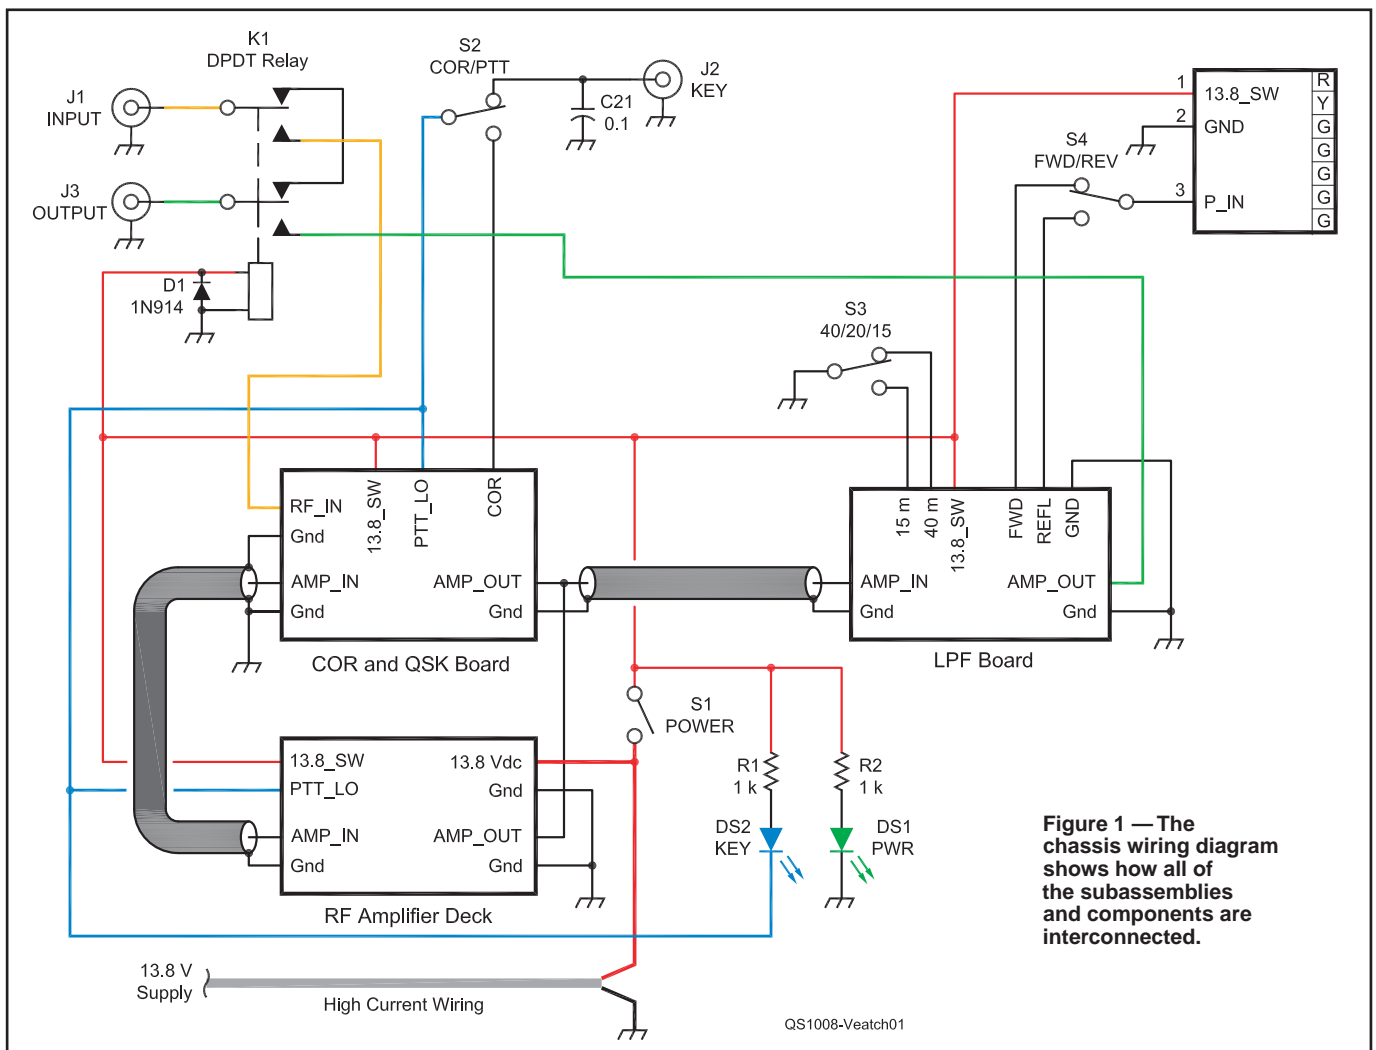 K1
DPDT Relay
S2
COR/PTT
J2
KEY
C21
0.1
J1
INPUT
J3
OUTPUT
D1
1N914
1
2
3
13.8_SW
GND
P_IN
R
Y
G
G
G
G
G
S4
FWD/REV
S3
40/20/15
RF_IN
Gnd
AMP_IN
Gnd
13.8_SW
PTT_LO
COR
AMP_OUT
Gnd
COR and QSK Board
15 m
40 m
13.8_SW
FWD
REFL
GND
AMP_IN
Gnd
AMP_OUT
Gnd
LPF Board
S1
POWER
13.8_SW
PTT_LO
AMP_IN
Gnd
13.8 Vdc
Gnd
AMP_OUT
Gnd
RF Amplifier Deck
R1
1 k
R2
1 k
DS2
KEY
DS1
PWR
13.8 V
Supply
High Current Wiring
Figure 1 — The
chassis wiring diagram
shows how all of
the subassemblies
and components are
interconnected.
QS1008-Veatch01